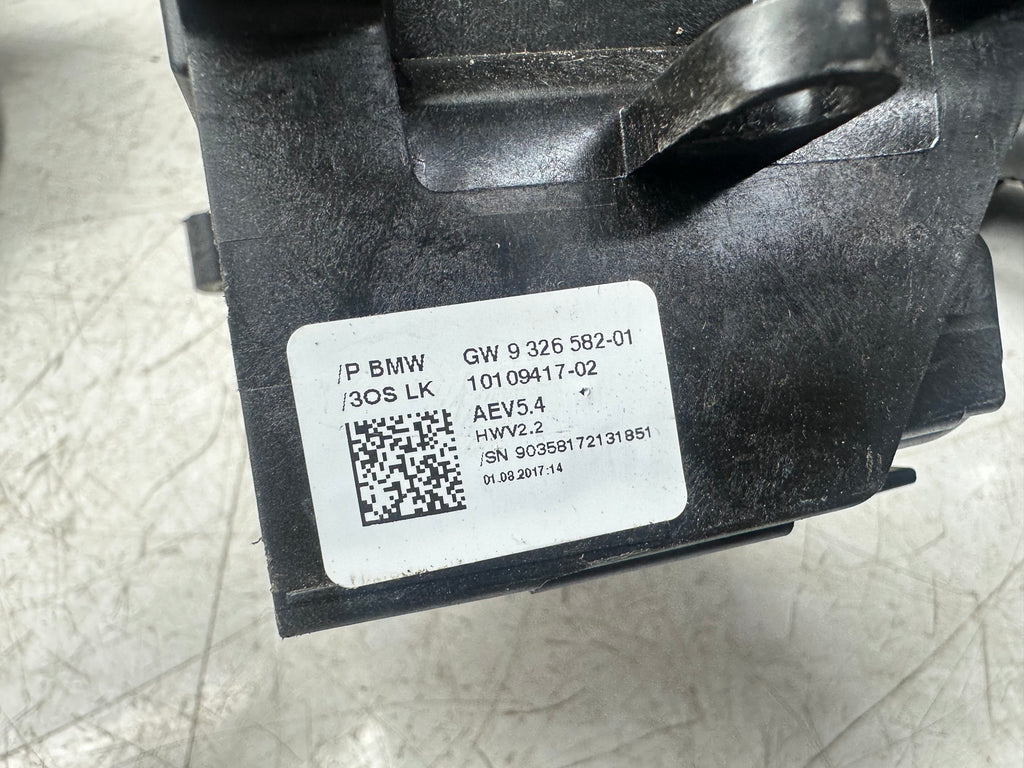 /P BMW GW 9 326 582-01
/3OS LK 10109417-02
AEV5.4
HWV2.2
/SN 90358172131851
01.08.2017:14